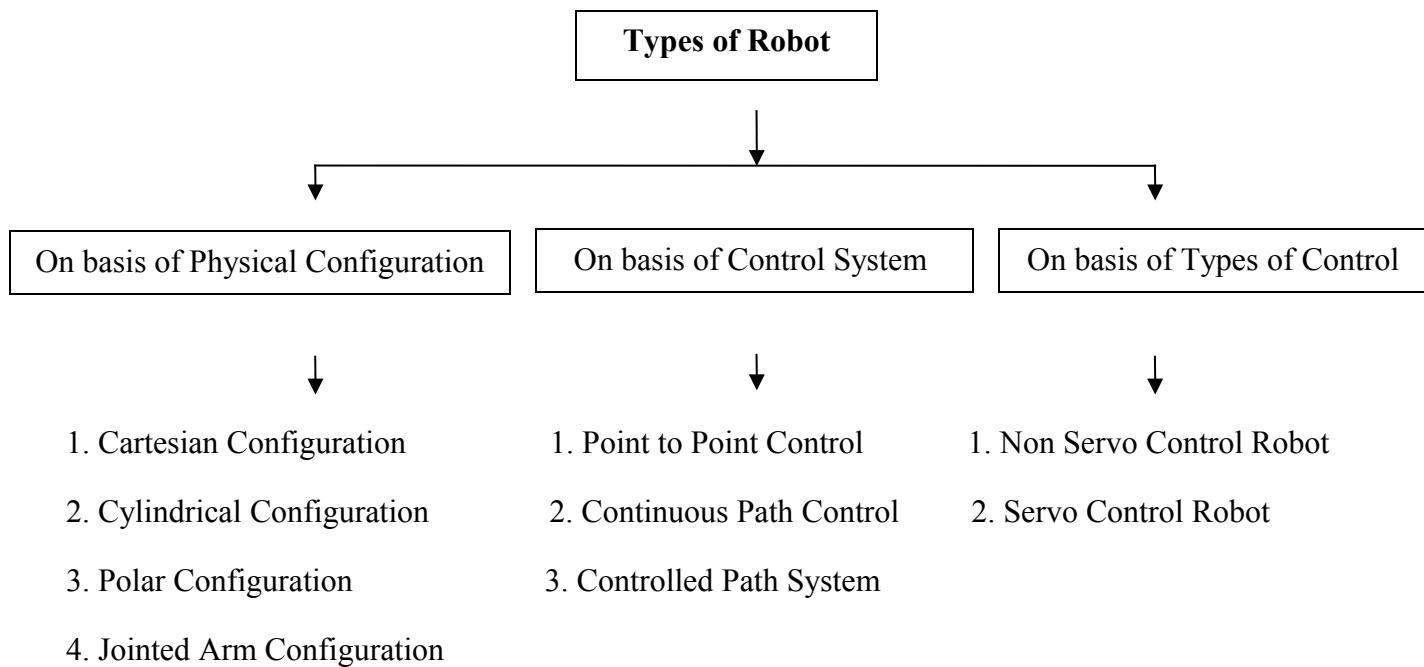 Types of Robot
On basis of Physical Configuration
On basis of Control System
On basis of Types of Control
1. Cartesian Configuration
2. Cylindrical Configuration
3. Polar Configuration
4. Jointed Arm Configuration
1. Point to Point Control
2. Continuous Path Control
3. Controlled Path System
1. Non Servo Control Robot
2. Servo Control Robot